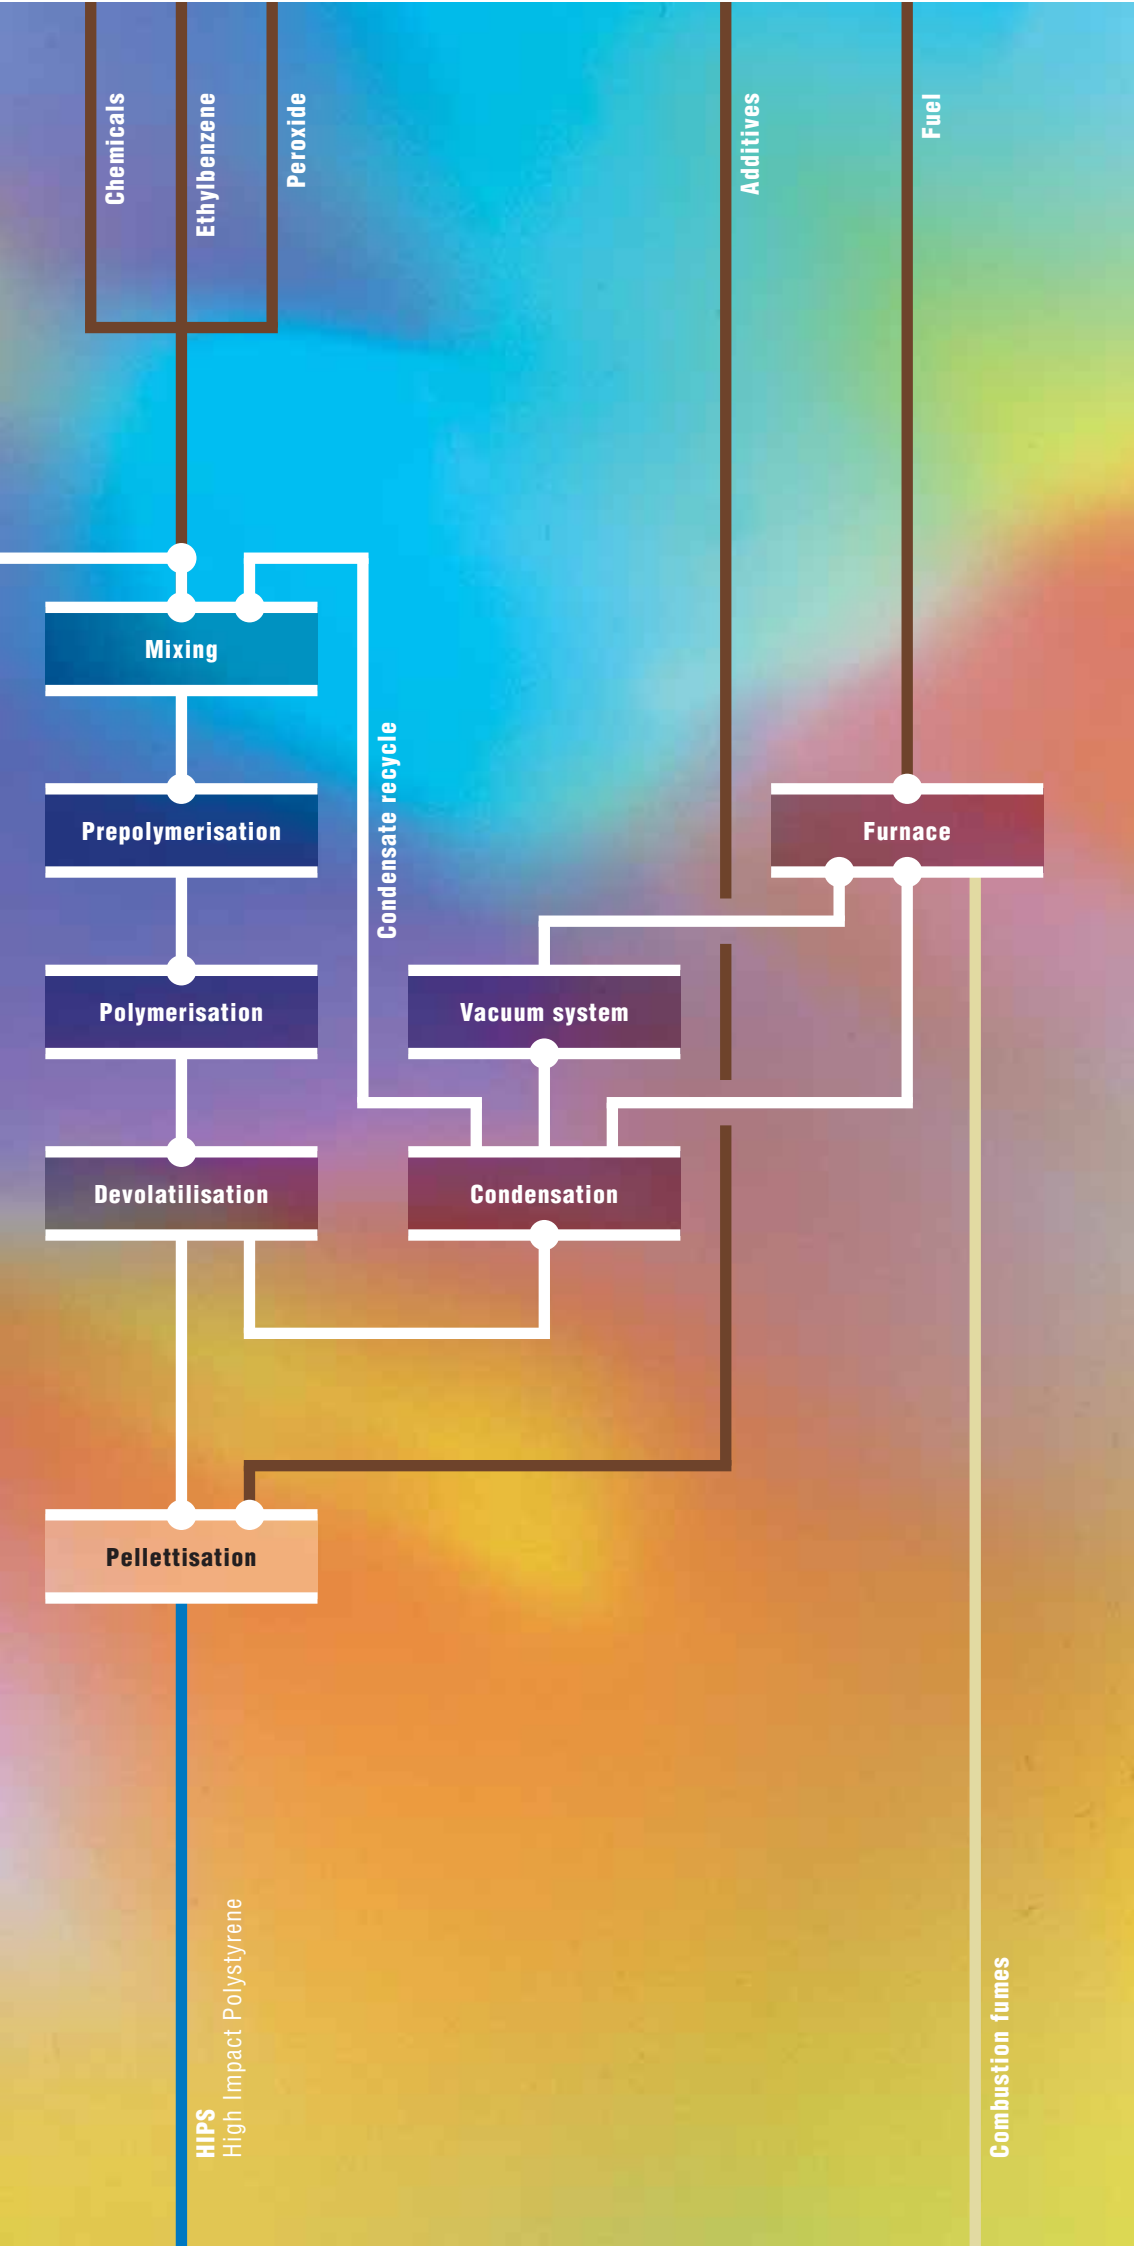 Chemicals
Ethylbenzene
Peroxide
Additives
Fuel
Mixing
Condensate recycle
Prepolymerisation
Furnace
Polymerisation
Vacuum system
Devolatilisation
Condensation
Pellettisation
HIPS
High Impact Polystyrene
Combustion fumes